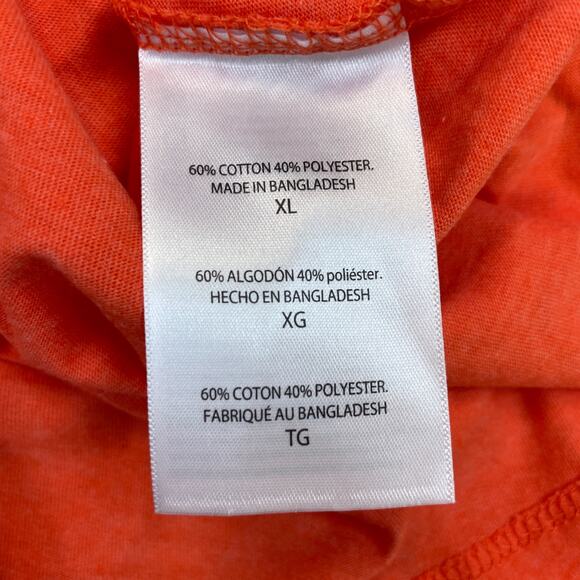 60% COTTON 40% POLYESTER.
MADE IN BANGLADESH
XL
60% ALGODÓN 40% poliéster.
HECHO EN BANGLADESH
XG
60% COTON 40% POLYESTER.
FABRIQUÉ AU BANGLADESH
TG